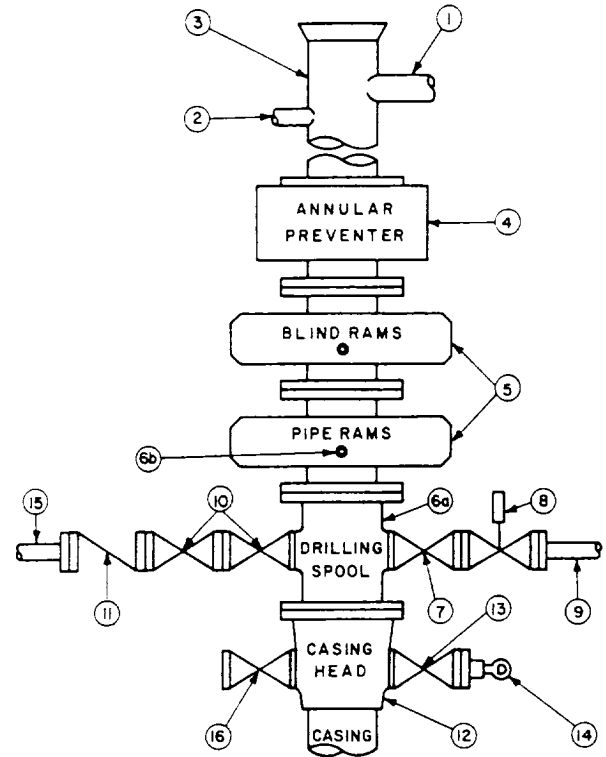 1
3
2
ANNULAR
PREVENTER
4
BLIND RAMS
5
PIPE RAMS
6b
15
10
6a
8
DRILLING
SPOOL
11
7
9
13
CASING
HEAD
16
12
14
CASING